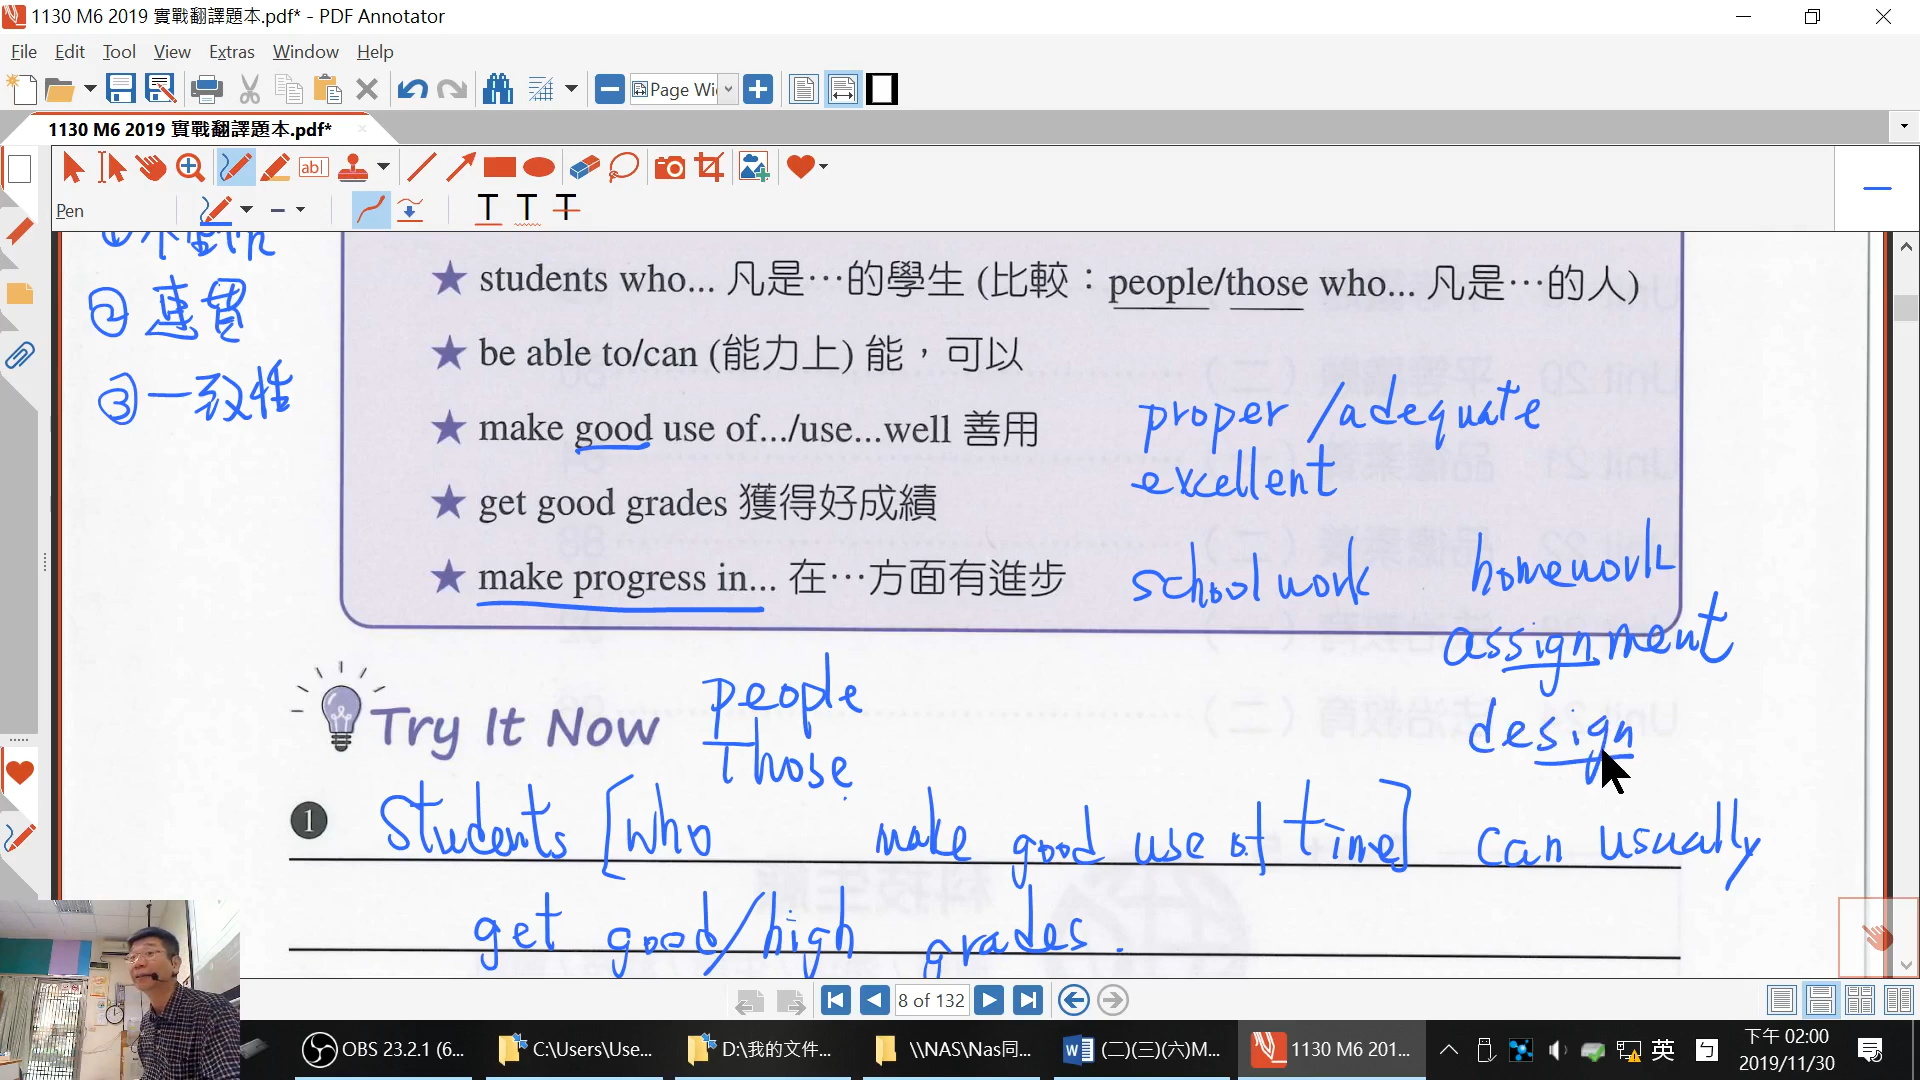 1130 M6 2019 實戰翻譯題本.pdf* - PDF Annotator
File Edit Tool View Extras Window Help
Page Wi
1130 M6 2019 實戰翻譯題本.pdf*
ab|
Pen
T T T
② 連貫
③ 一致性
★ students who... 凡是…的學生 (比較：people/those who... 凡是…的人)
★ be able to/can (能力上) 能，可以
★ make good use of.../use...well 善用
proper / adequate
excellent
★ get good grades 獲得好成績
★ make progress in... 在…方面有進步
school work
homework
assignment
design
Try It Now
people
Those
1 Students [who make good use of time] can usually
get good/high grades.
8 of 132
OBS 23.2.1 (6...
C:\Users\Use...
D:\我的文件...
\\NAS\Nas同...
(二)(三)(六)M...
1130 M6 201...
英
下午 02:00
2019/11/30